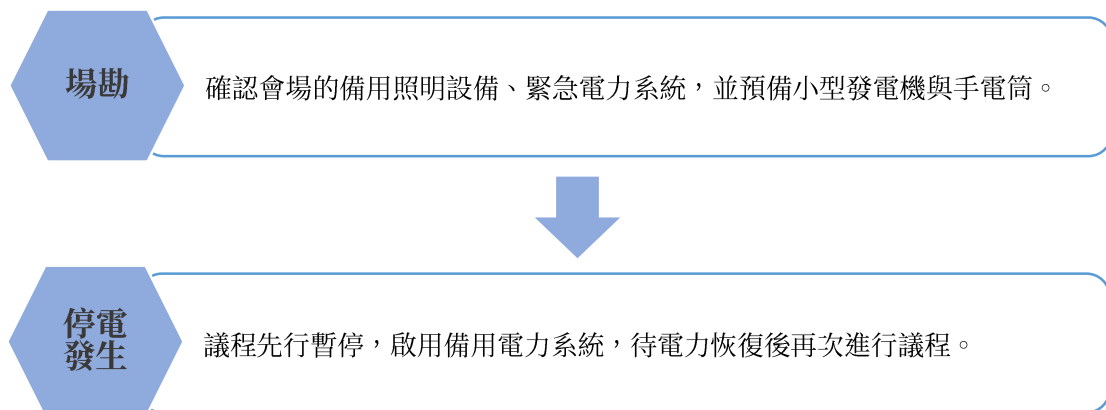 場勘
確認會場的備用照明設備、緊急電力系統，並預備小型發電機與手電筒。
停電
發生
議程先行暫停，啟用備用電力系統，待電力恢復後再次進行議程。